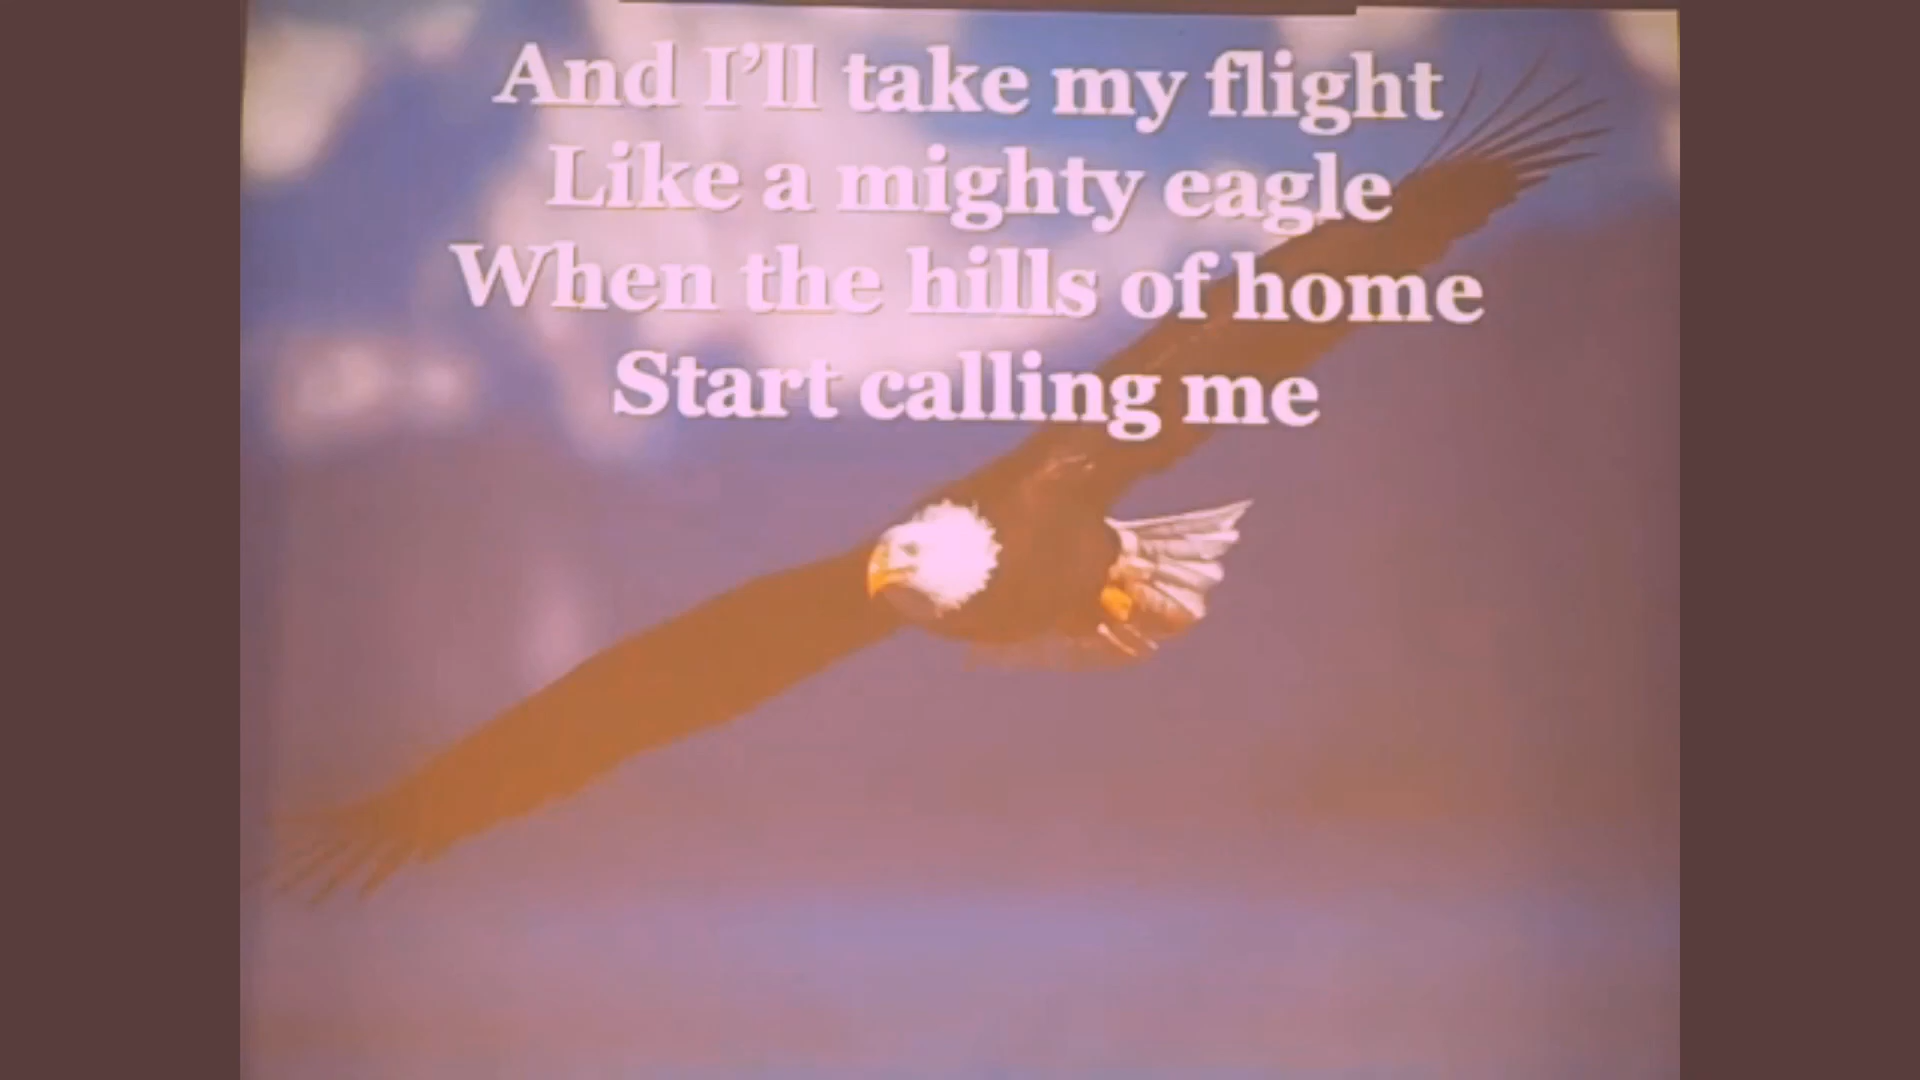 And I’ll take my flight
Like a mighty eagle
When the hills of home
Start calling me